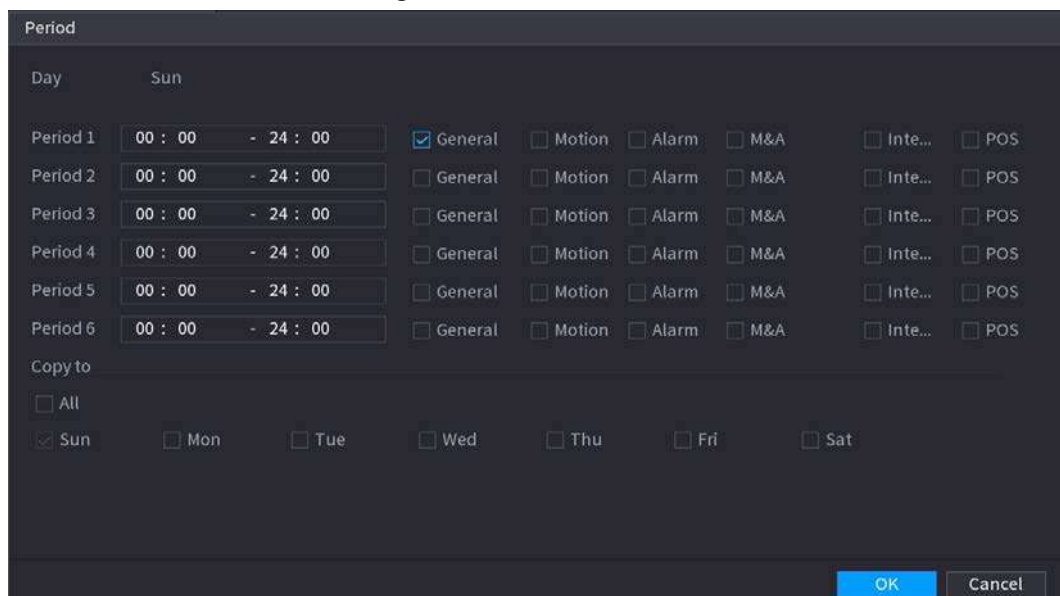 Period
Day Sun
Period 1 00 : 00 - 24 : 00 General Motion Alarm M&A Inte... POS
Period 2 00 : 00 - 24 : 00 General Motion Alarm M&A Inte... POS
Period 3 00 : 00 - 24 : 00 General Motion Alarm M&A Inte... POS
Period 4 00 : 00 - 24 : 00 General Motion Alarm M&A Inte... POS
Period 5 00 : 00 - 24 : 00 General Motion Alarm M&A Inte... POS
Period 6 00 : 00 - 24 : 00 General Motion Alarm M&A Inte... POS
Copy to
All
Sun Mon Tue Wed Thu Fri Sat
OK Cancel